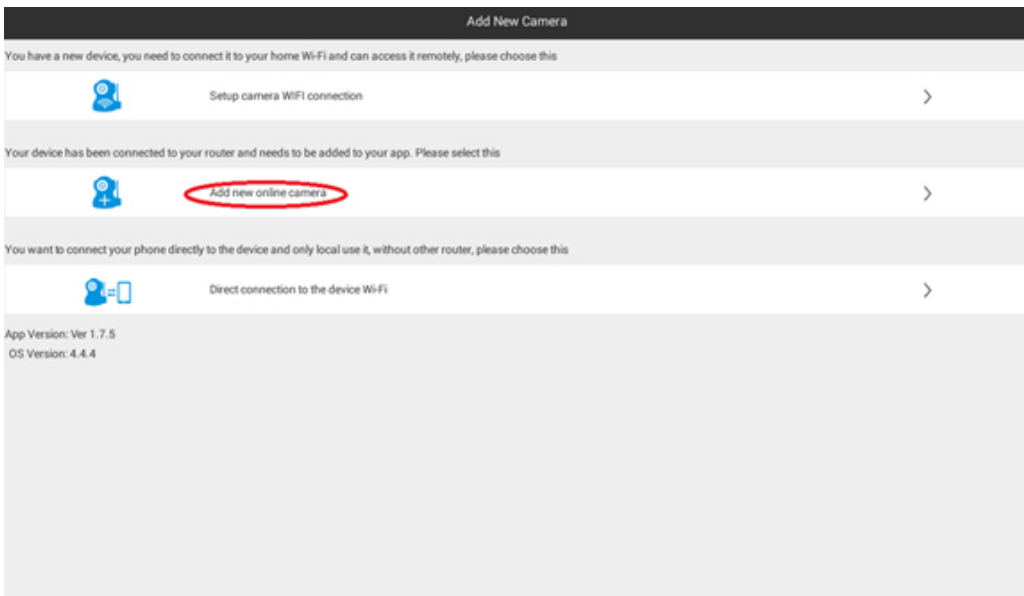 Add New Camera
You have a new device, you need to connect it to your home Wi-Fi and can access it remotely, please choose this
Setup camera WIFI connection
Your device has been connected to your router and needs to be added to your app. Please select this
Add new online camera
You want to connect your phone directly to the device and only local use it, without other router, please choose this
Direct connection to the device Wi-Fi
App Version: Ver 1.7.5
OS Version: 4.4.4